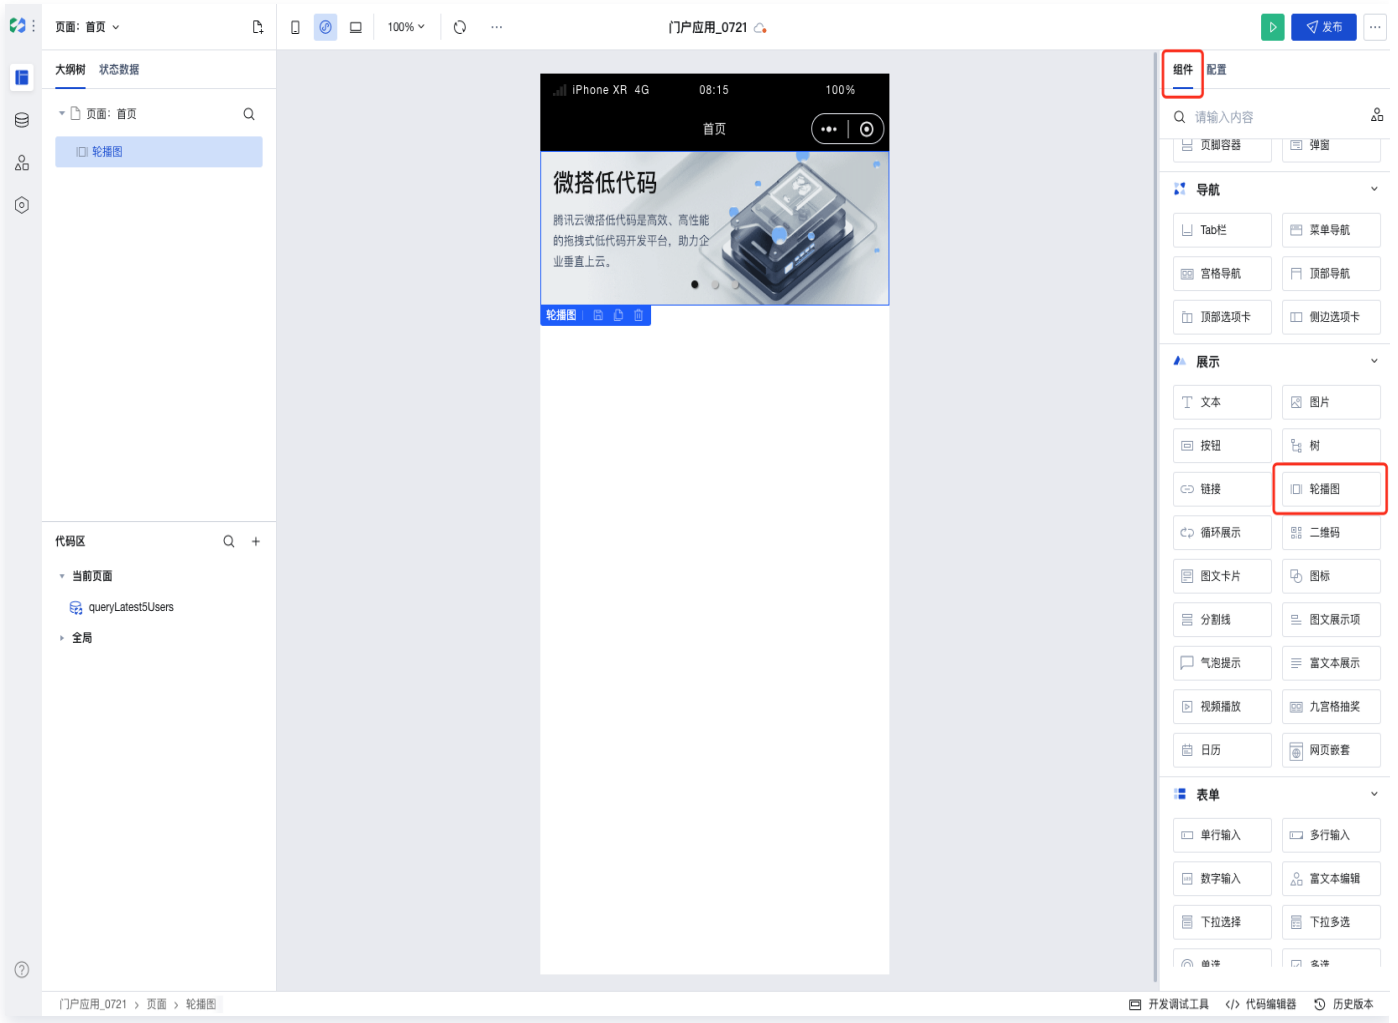 页面：首页
100%
门户应用_0721
发布
大纲树 状态数据
页面：首页
轮播图
代码区
当前页面
queryLatest5Users
全局
iPhone XR 4G 08:15 100%
首页
微搭低代码
腾讯云微搭低代码是高效、高性能
的拖拽式低代码开发平台，助力企
业垂直上云。
轮播图
组件 配置
请输入内容
页脚容器 弹窗
导航
Tab栏 菜单导航
宫格导航 顶部导航
顶部选项卡 侧边选项卡
展示
文本 图片
按钮 树
链接 轮播图
循环展示 二维码
图文卡片 图标
分割线 图文展示项
气泡提示 富文本展示
视频播放 九宫格抽奖
日历 网页嵌套
表单
单行输入 多行输入
数字输入 富文本编辑
下拉选择 下拉多选
单选 多选
门户应用_0721 > 页面 > 轮播图
开发调试工具 </> 代码编辑器 历史版本